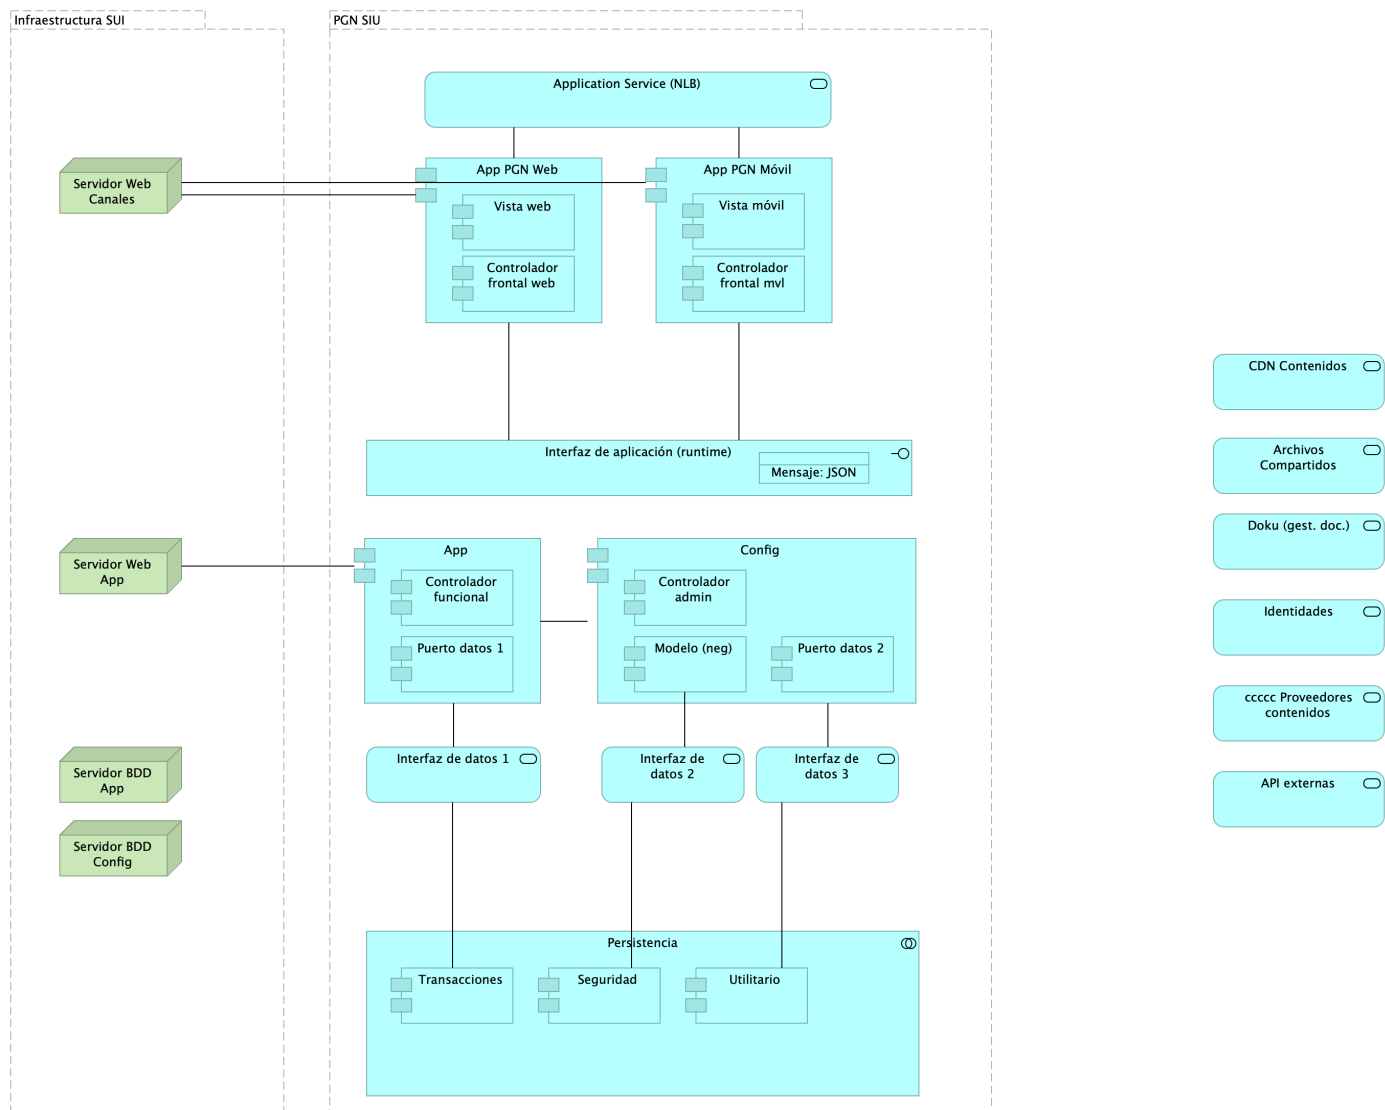 Infraestructura SUI
PGN SIU
Application Service (NLB)
Servidor Web
Canales
App PGN Web
Vista web
Controlador
frontal web
App PGN Móvil
Vista móvil
Controlador
frontal mvl
Interfaz de aplicación (runtime)
Mensaje: JSON
Servidor Web
App
App
Controlador
funcional
Puerto datos 1
Config
Controlador
admin
Modelo (neg)
Puerto datos 2
Servidor BDD
App
Servidor BDD
Config
Interfaz de datos 1
Interfaz de
datos 2
Interfaz de
datos 3
Persistencia
Transacciones
Seguridad
Utilitario
CDN Contenidos
Archivos
Compartidos
Doku (gest. doc.)
Identidades
ccccc Proveedores
contenidos
API externas